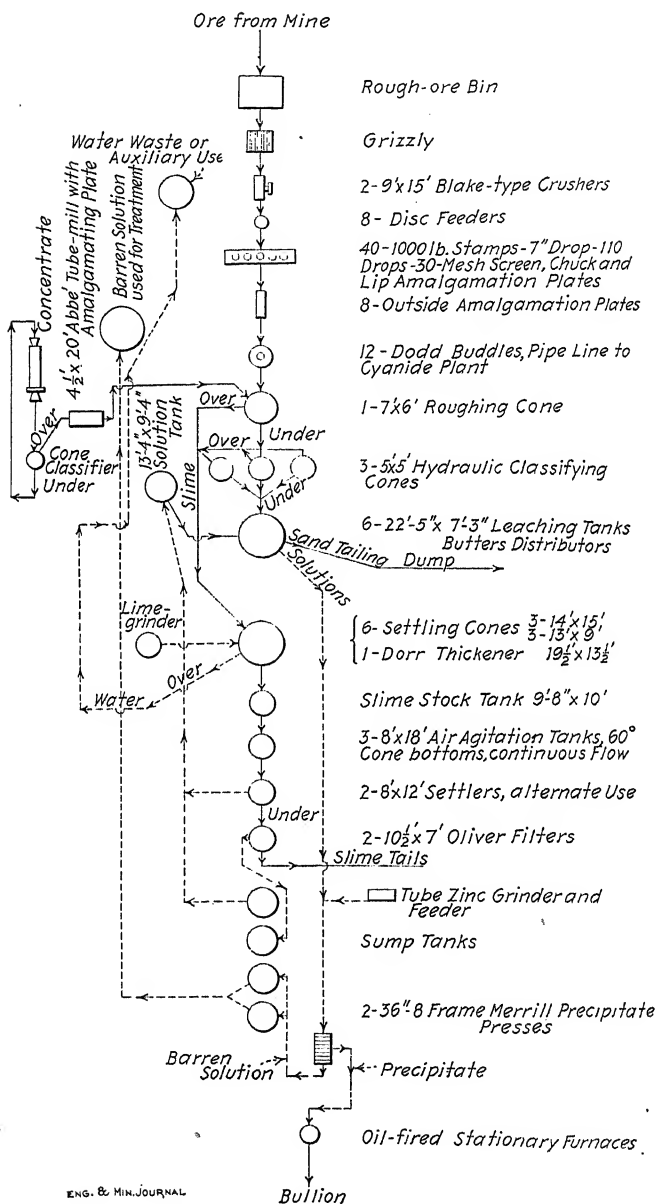 Ore from Mine
Rough-ore Bin
Water Waste or
Auxiliary Use
Grizzly
2-9'x15' Blake-type Crushers
8- Disc Feeders
40-1000 lb. Stamps-7" Drop-110
Drops-30-Mesh Screen, Chuck and
Lip Amalgamation Plates
8-Outside Amalgamation Plates
Concentrate
4½'x 20' Abbé Tube-mill with
Amalgamating Plate
Barren Solution
used for Treatment
12-Dodd Buddles, Pipe Line to
Cyanide Plant
Over
1-7'x6' Roughing Cone
Over
Under
Cone
Classifier
Under
13'-4"x9'-4"
Solution
Tank
Slime
Over
Under
3-5'x5' Hydraulic Classifying
Cones
6-22'-5"x 7'-3" Leaching Tanks
Butters Distributors
Sand Tailing
Dump
Solutions
Lime-
grinder
6- Settling Cones 3-14'x15'
3-13'x9'
1-Dorr Thickener 19½'x13½'
Over
Water
Slime Stock Tank 9'-8"x 10'
3-8'x18' Air Agitation Tanks, 60°
Cone bottoms, continuous Flow
2-8'x12' Settlers, alternate Use
Under
2-10½'x 7' Oliver Filters
Slime Tails
Tube Zinc Grinder and
Feeder
Sump Tanks
2-36"-8 Frame Merrill Precipitate
Presses
Barren
Solution
Precipitate
Oil-fired Stationary Furnaces
ENG. & MIN. JOURNAL
Bullion